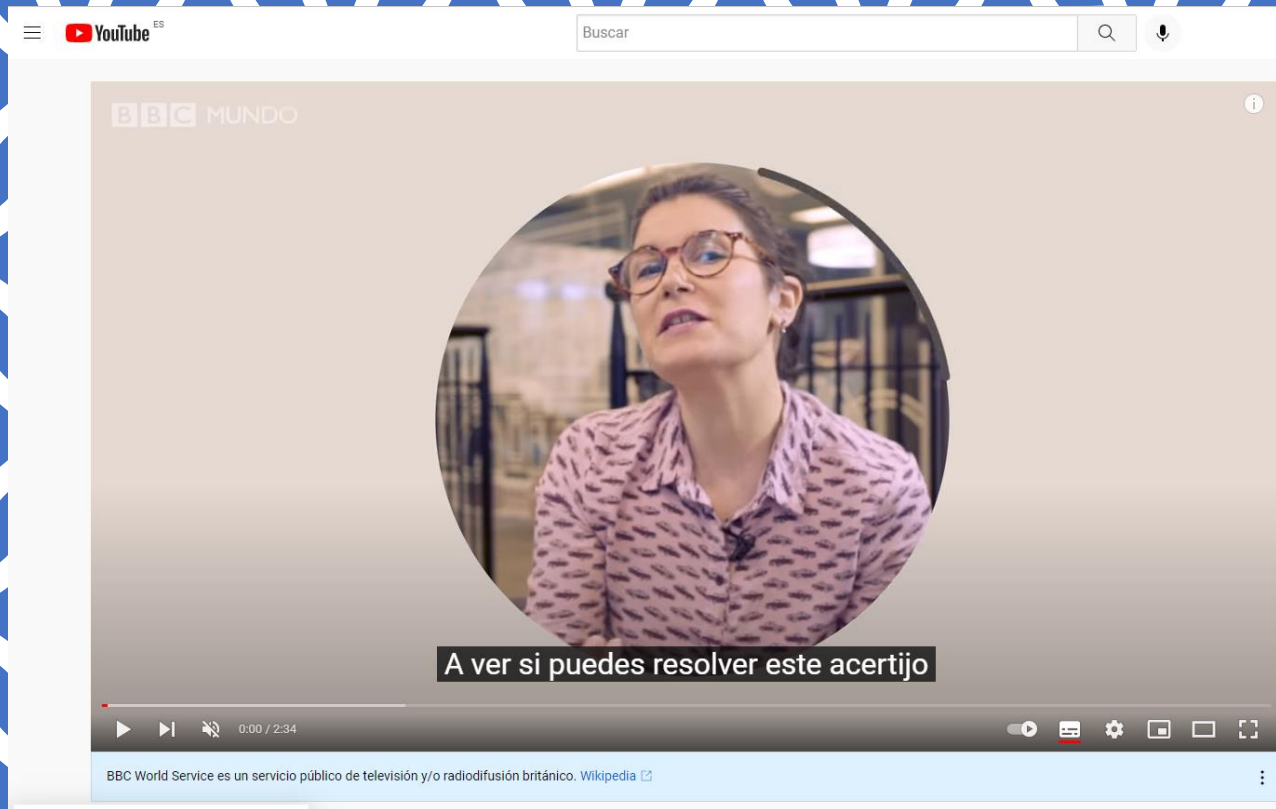 YouTube ES
Buscar
BBC MUNDO
A ver si puedes resolver este acertijo
0:00 / 2:34
BBC World Service es un servicio público de televisión y/o radiodifusión británico. Wikipedia